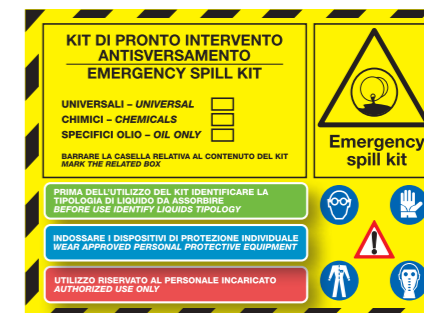 KIT DI PRONTO INTERVENTO
ANTISVERSAMENTO
EMERGENCY SPILL KIT
UNIVERSALI – UNIVERSAL
CHIMICI – CHEMICALS
SPECIFICI OLIO – OIL ONLY
BARRARE LA CASELLA RELATIVA AL CONTENUTO DEL KIT
MARK THE RELATED BOX
Emergency
spill kit
PRIMA DELL'UTILIZZO DEL KIT IDENTIFICARE LA
TIPOLOGIA DI LIQUIDO DA ASSORBIRE
BEFORE USE IDENTIFY LIQUIDS TIPOLOGY
INDOSSARE I DISPOSITIVI DI PROTEZIONE INDIVIDUALE
WEAR APPROVED PERSONAL PROTECTIVE EQUIPMENT
UTILIZZO RISERVATO AL PERSONALE INCARICATO
AUTHORIZED USE ONLY